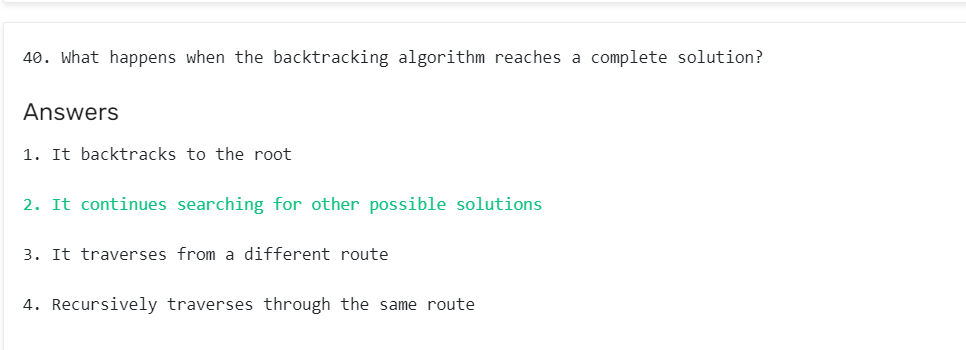 40. What happens when the backtracking algorithm reaches a complete solution?
Answers
1. It backtracks to the root
2. It continues searching for other possible solutions
3. It traverses from a different route
4. Recursively traverses through the same route